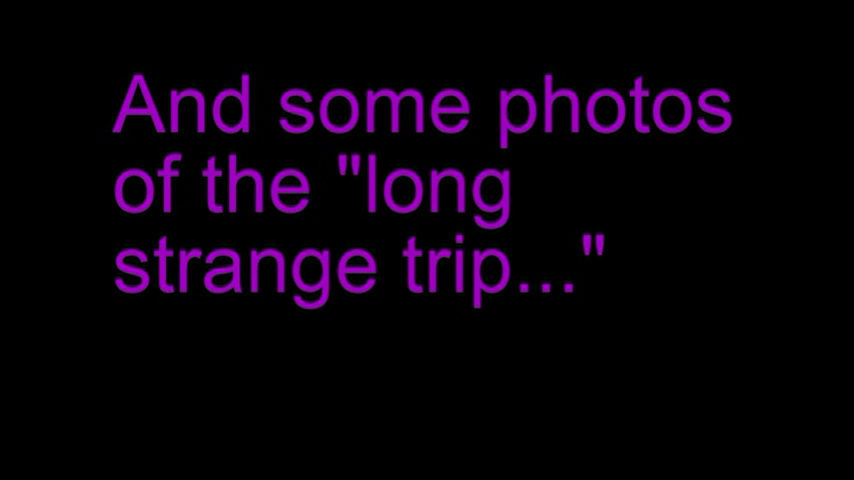 And some photos
of the "long
strange trip..."